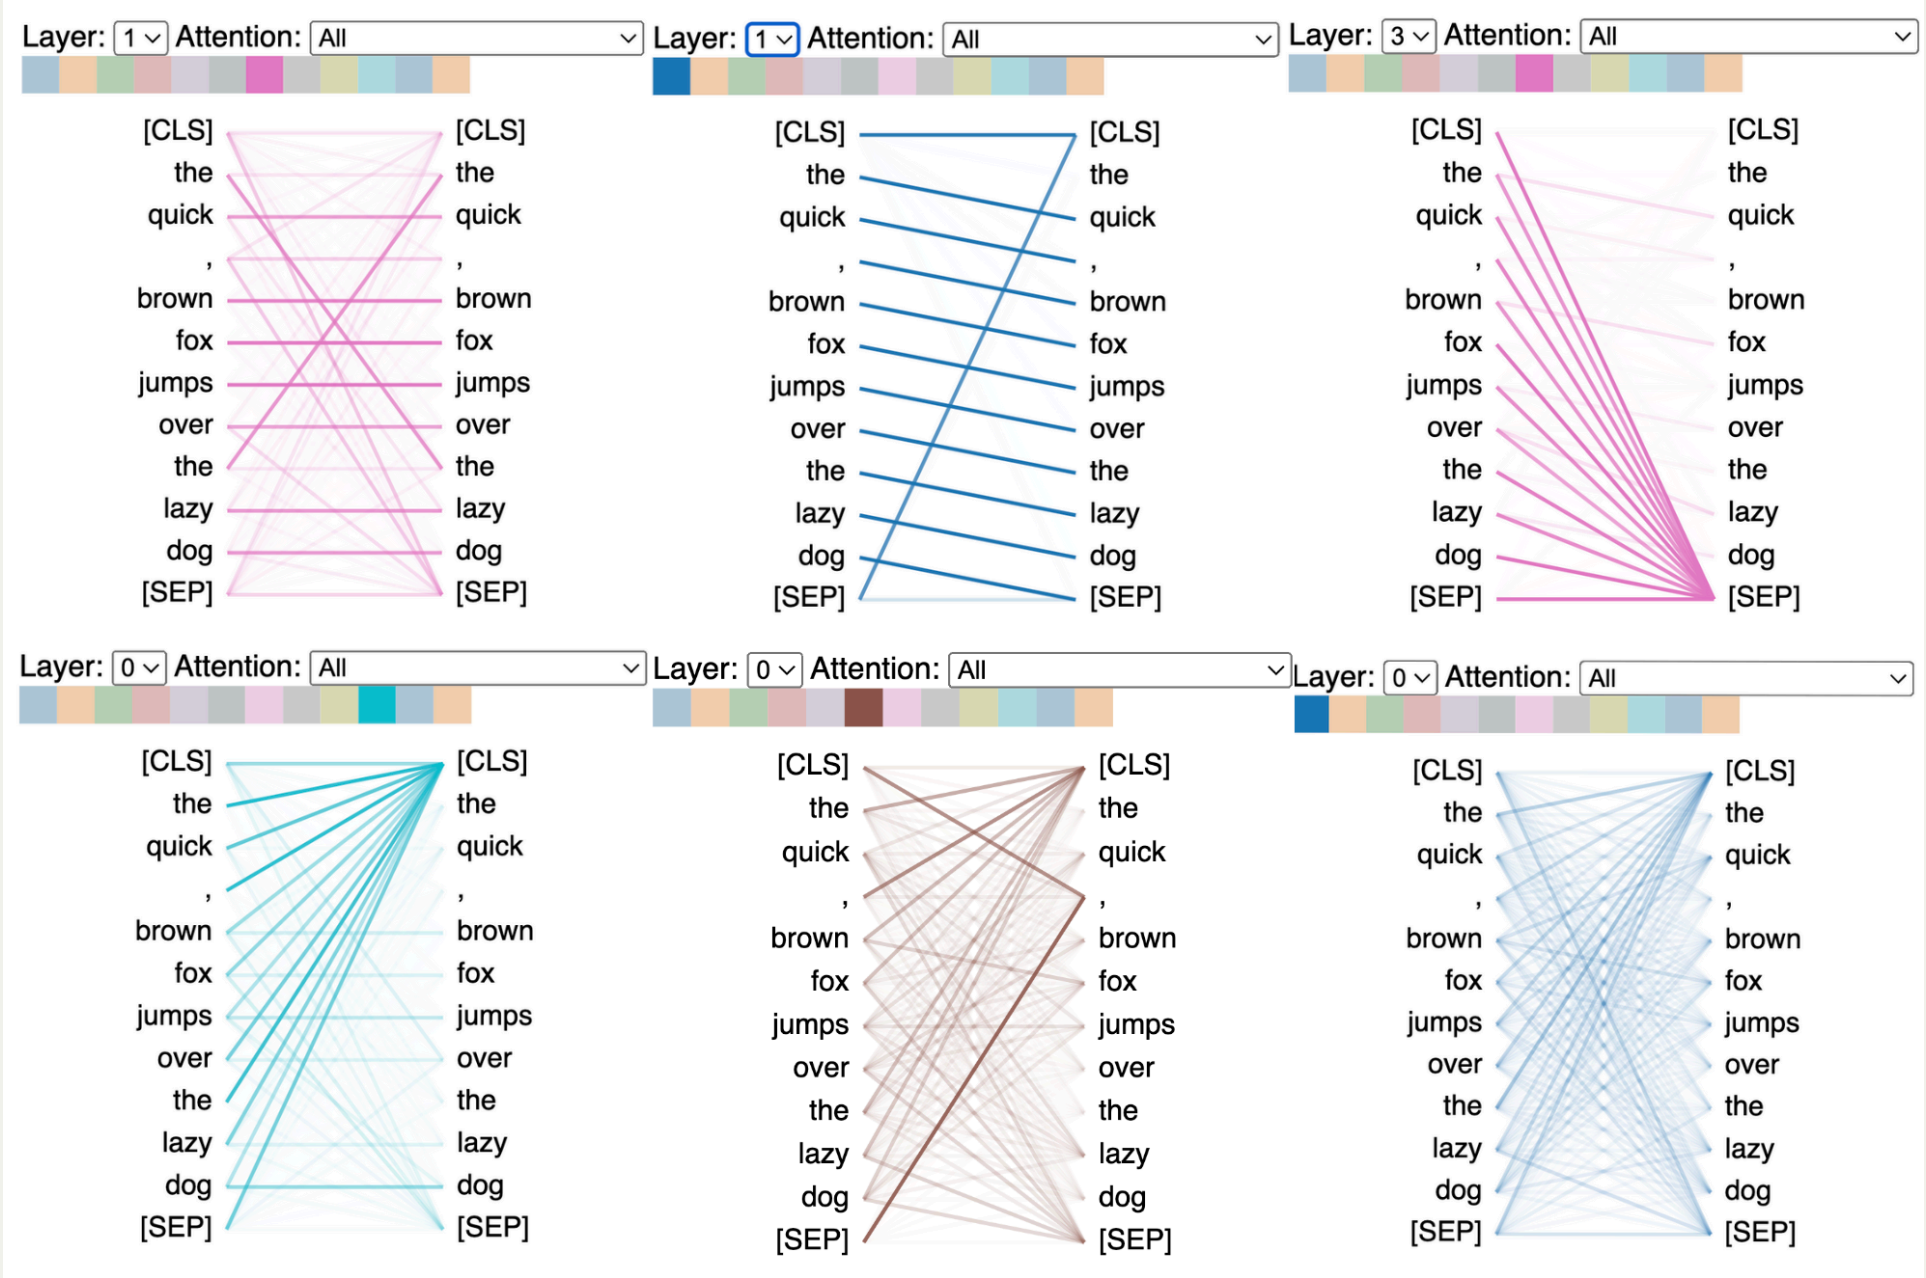 Layer: 1 Attention: All
[CLS] [CLS]
the the
quick quick
, ,
brown brown
fox fox
jumps jumps
over over
the the
lazy lazy
dog dog
[SEP] [SEP]
Layer: 1 Attention: All
[CLS] [CLS]
the the
quick quick
, ,
brown brown
fox fox
jumps jumps
over over
the the
lazy lazy
dog dog
[SEP] [SEP]
Layer: 3 Attention: All
[CLS] [CLS]
the the
quick quick
, ,
brown brown
fox fox
jumps jumps
over over
the the
lazy lazy
dog dog
[SEP] [SEP]
Layer: 0 Attention: All
[CLS] [CLS]
the the
quick quick
, ,
brown brown
fox fox
jumps jumps
over over
the the
lazy lazy
dog dog
[SEP] [SEP]
Layer: 0 Attention: All
[CLS] [CLS]
the the
quick quick
, ,
brown brown
fox fox
jumps jumps
over over
the the
lazy lazy
dog dog
[SEP] [SEP]
Layer: 0 Attention: All
[CLS] [CLS]
the the
quick quick
, ,
brown brown
fox fox
jumps jumps
over over
the the
lazy lazy
dog dog
[SEP] [SEP]